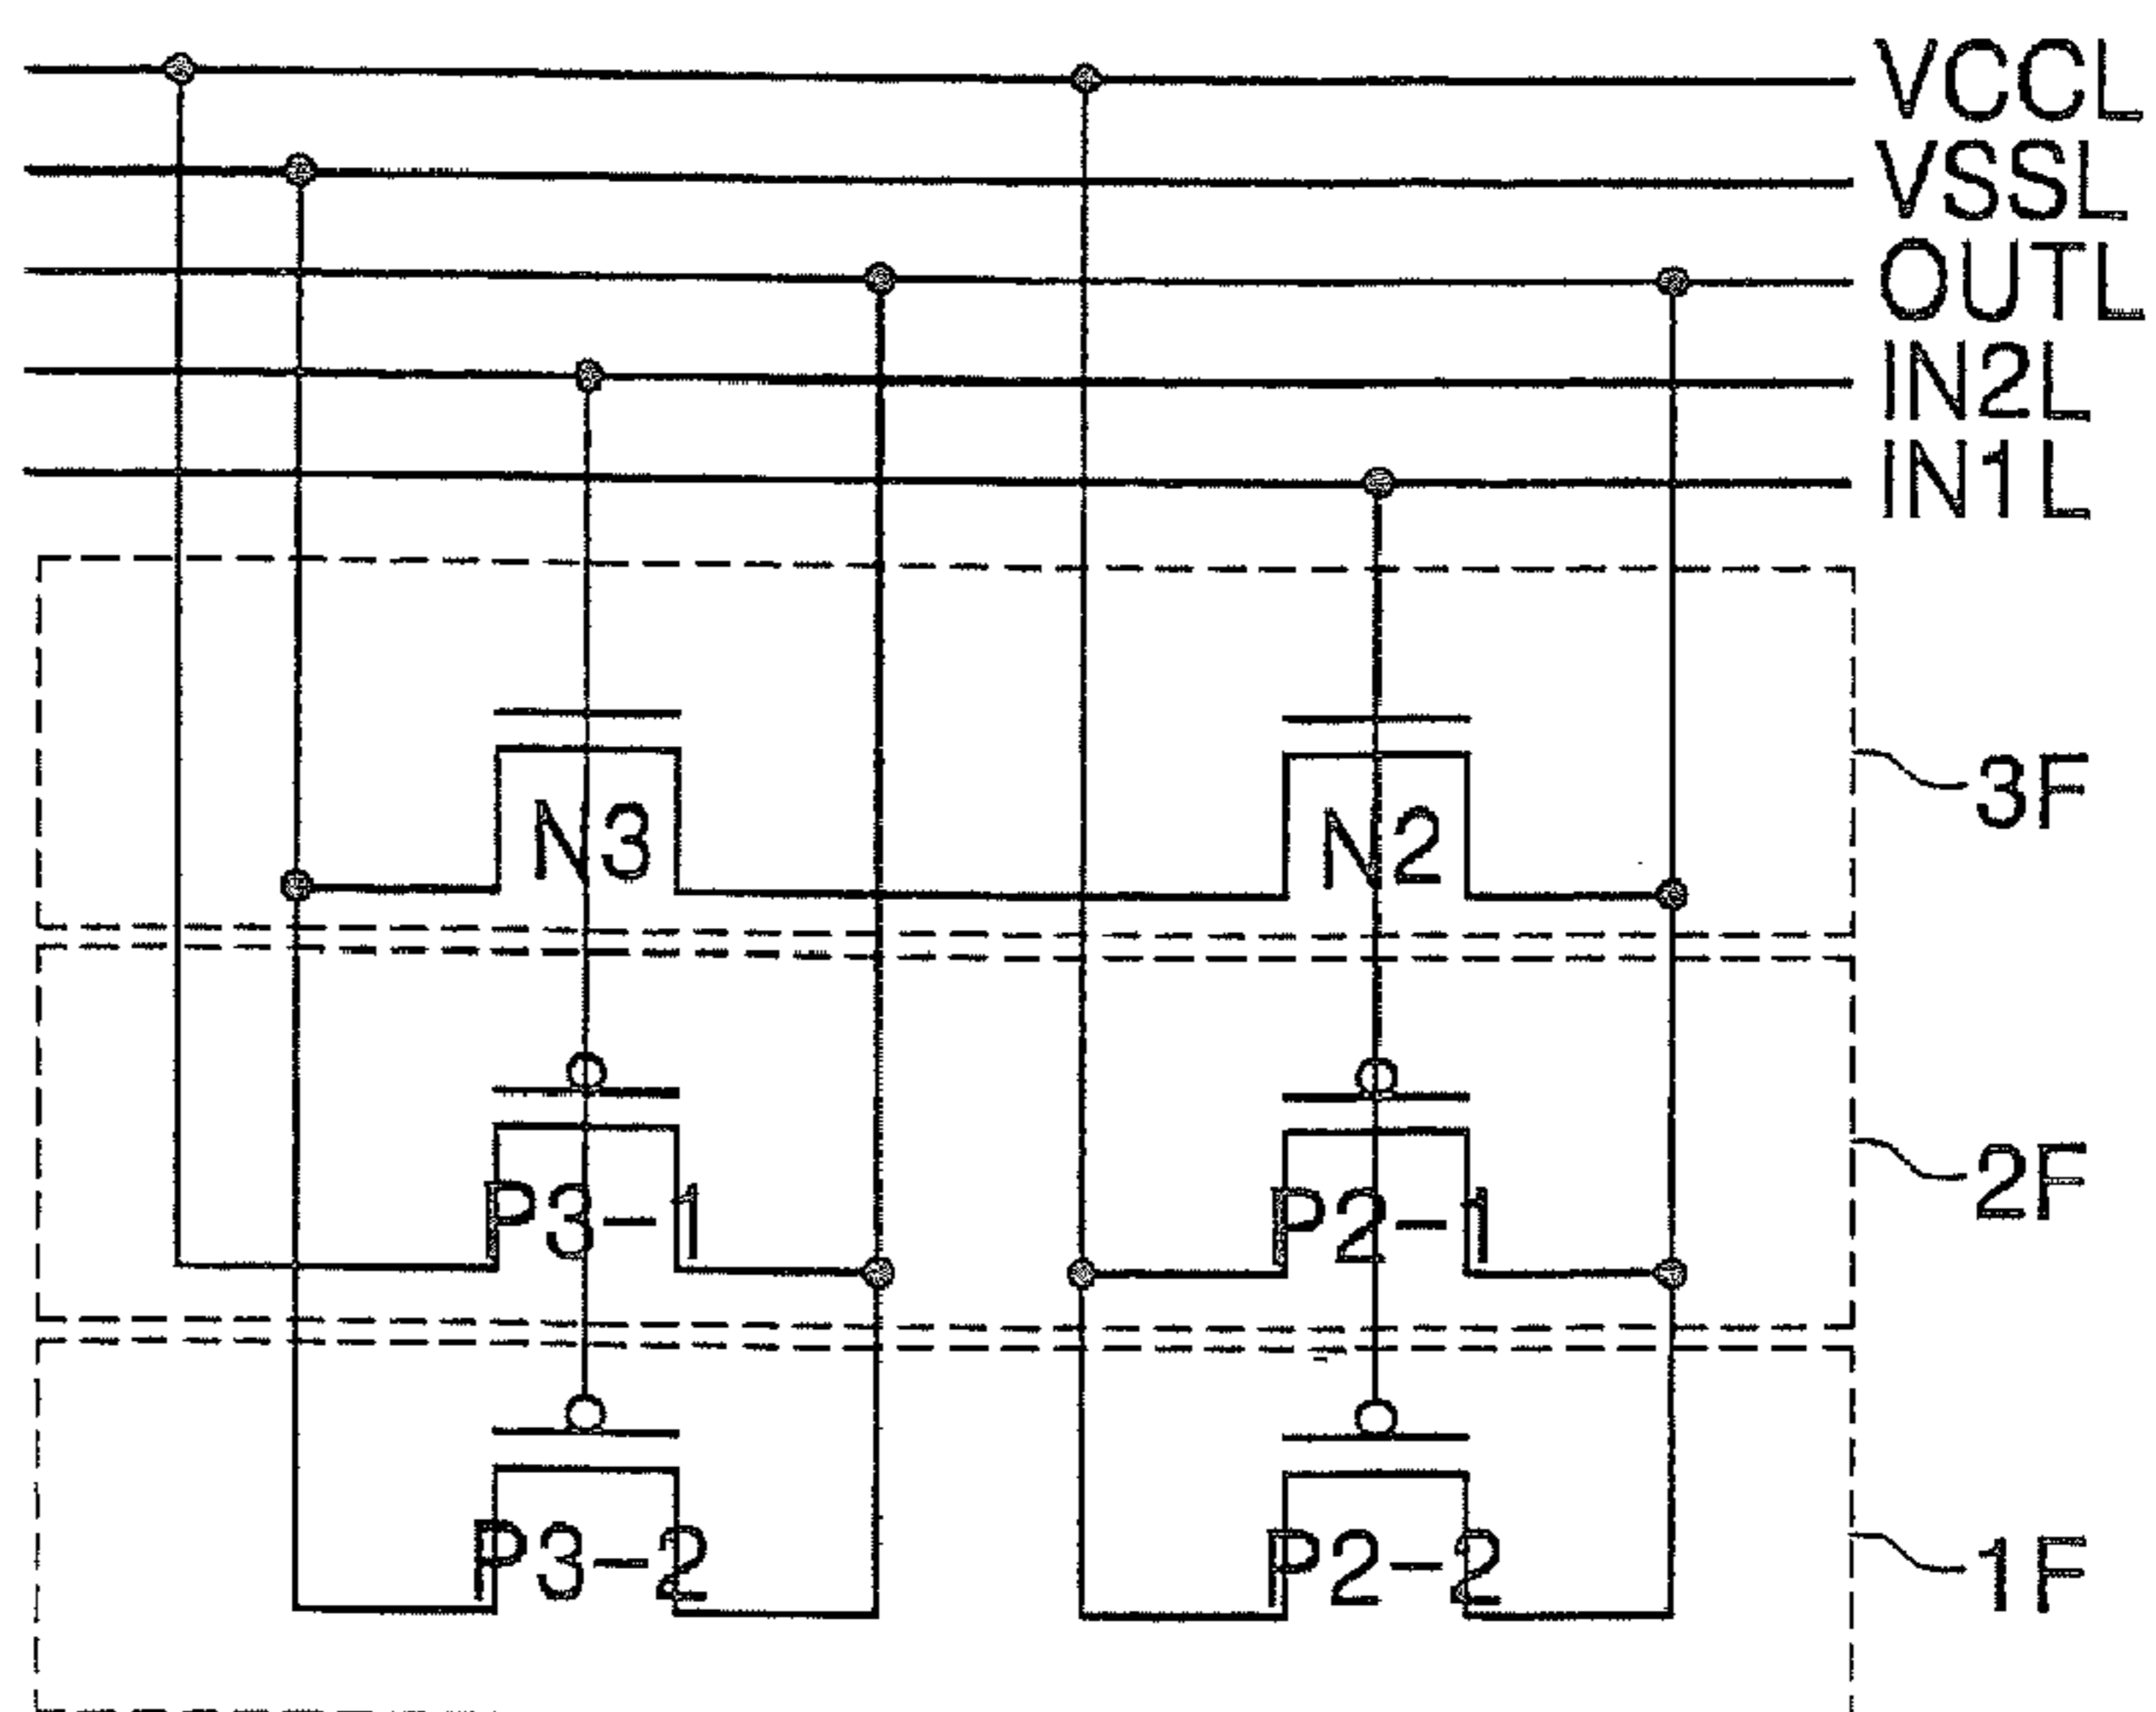 VCCL
VSSL
OUTL
IN2L
IN1L
N3 N2
3F
P3-1 P2-1
2F
P3-2 P2-2
1F